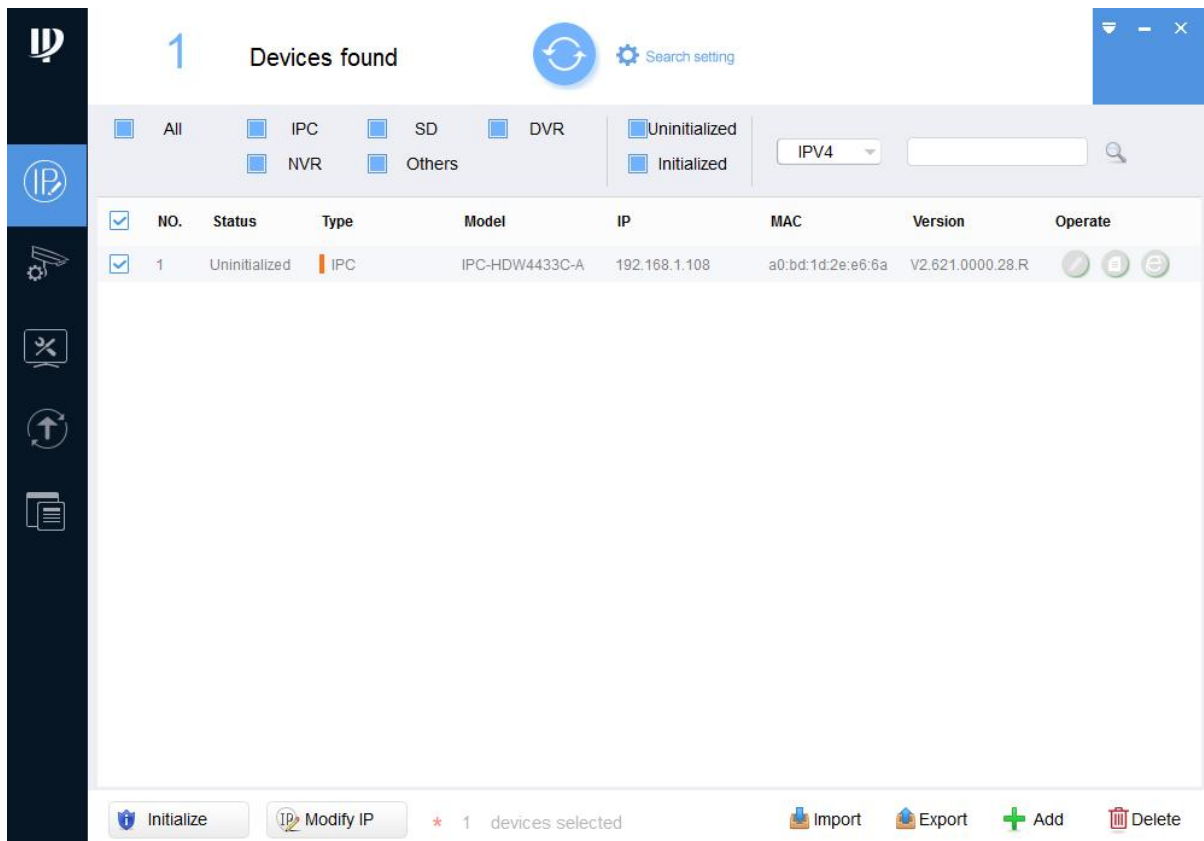 1 Devices found Search setting
All IPC SD DVR Uninitialized
NVR Others Initialized
IPV4
NO. Status Type Model IP MAC Version Operate
1 Uninitialized IPC IPC-HDW4433C-A 192.168.1.108 a0:bd:1d:2e:e6:6a V2.621.0000.28.R
Initialize Modify IP * 1 devices selected Import Export Add Delete